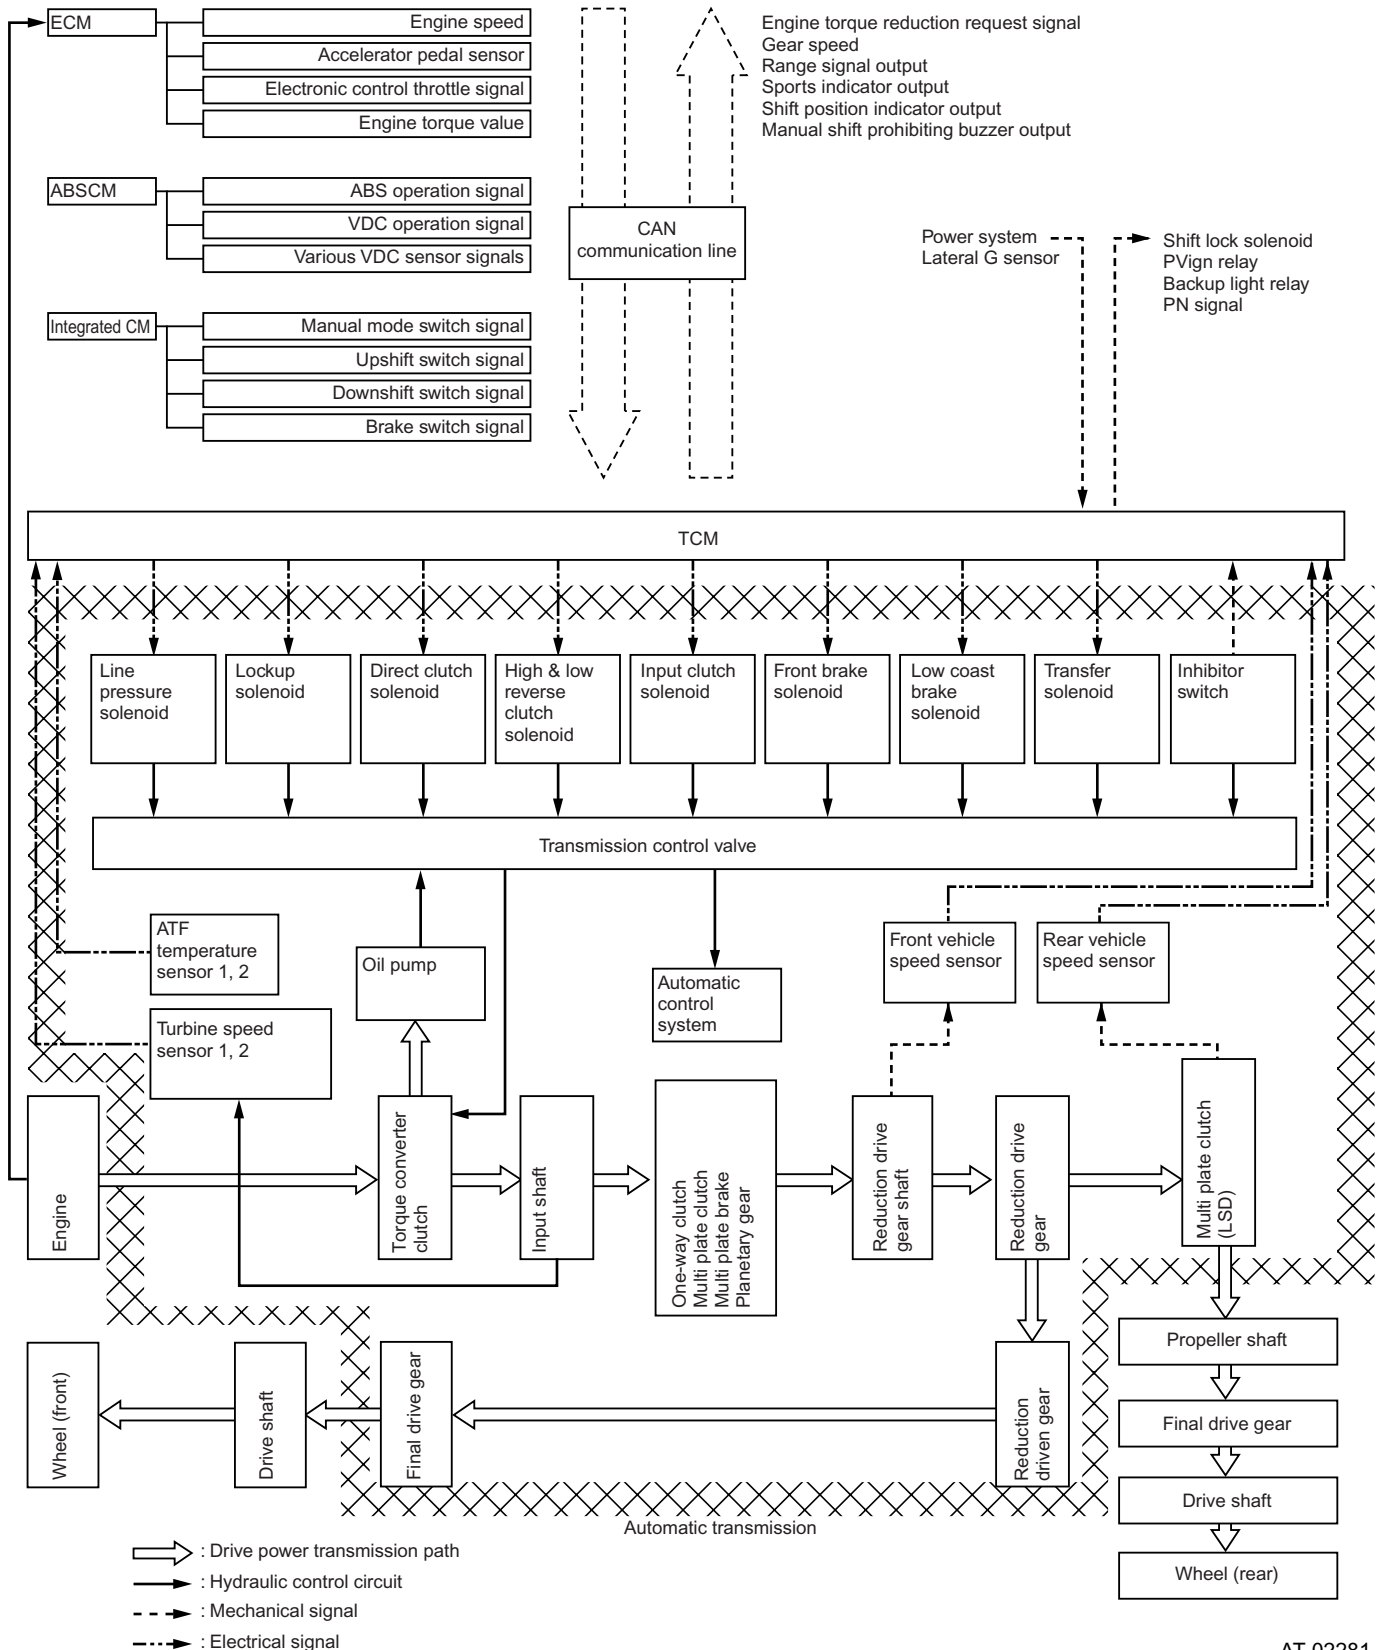 ECM
Engine speed
Accelerator pedal sensor
Electronic control throttle signal
Engine torque value
ABSCM
ABS operation signal
VDC operation signal
Various VDC sensor signals
Integrated CM
Manual mode switch signal
Upshift switch signal
Downshift switch signal
Brake switch signal
CAN
communication line
Engine torque reduction request signal
Gear speed
Range signal output
Sports indicator output
Shift position indicator output
Manual shift prohibiting buzzer output
Power system
Lateral G sensor
Shift lock solenoid
PVign relay
Backup light relay
PN signal
TCM
Line
pressure
solenoid
Lockup
solenoid
Direct clutch
solenoid
High & low
reverse
clutch
solenoid
Input clutch
solenoid
Front brake
solenoid
Low coast
brake
solenoid
Transfer
solenoid
Inhibitor
switch
Transmission control valve
ATF
temperature
sensor 1, 2
Oil pump
Automatic
control
system
Front vehicle
speed sensor
Rear vehicle
speed sensor
Turbine speed
sensor 1, 2
Engine
Torque converter
clutch
Input shaft
One-way clutch
Multi plate clutch
Multi plate brake
Planetary gear
Reduction drive
gear shaft
Reduction drive
gear
Multi plate clutch
(LSD)
Wheel (front)
Drive shaft
Final drive gear
Reduction
driven gear
Propeller shaft
Final drive gear
Drive shaft
Wheel (rear)
Automatic transmission
: Drive power transmission path
: Hydraulic control circuit
: Mechanical signal
: Electrical signal
AT-02281